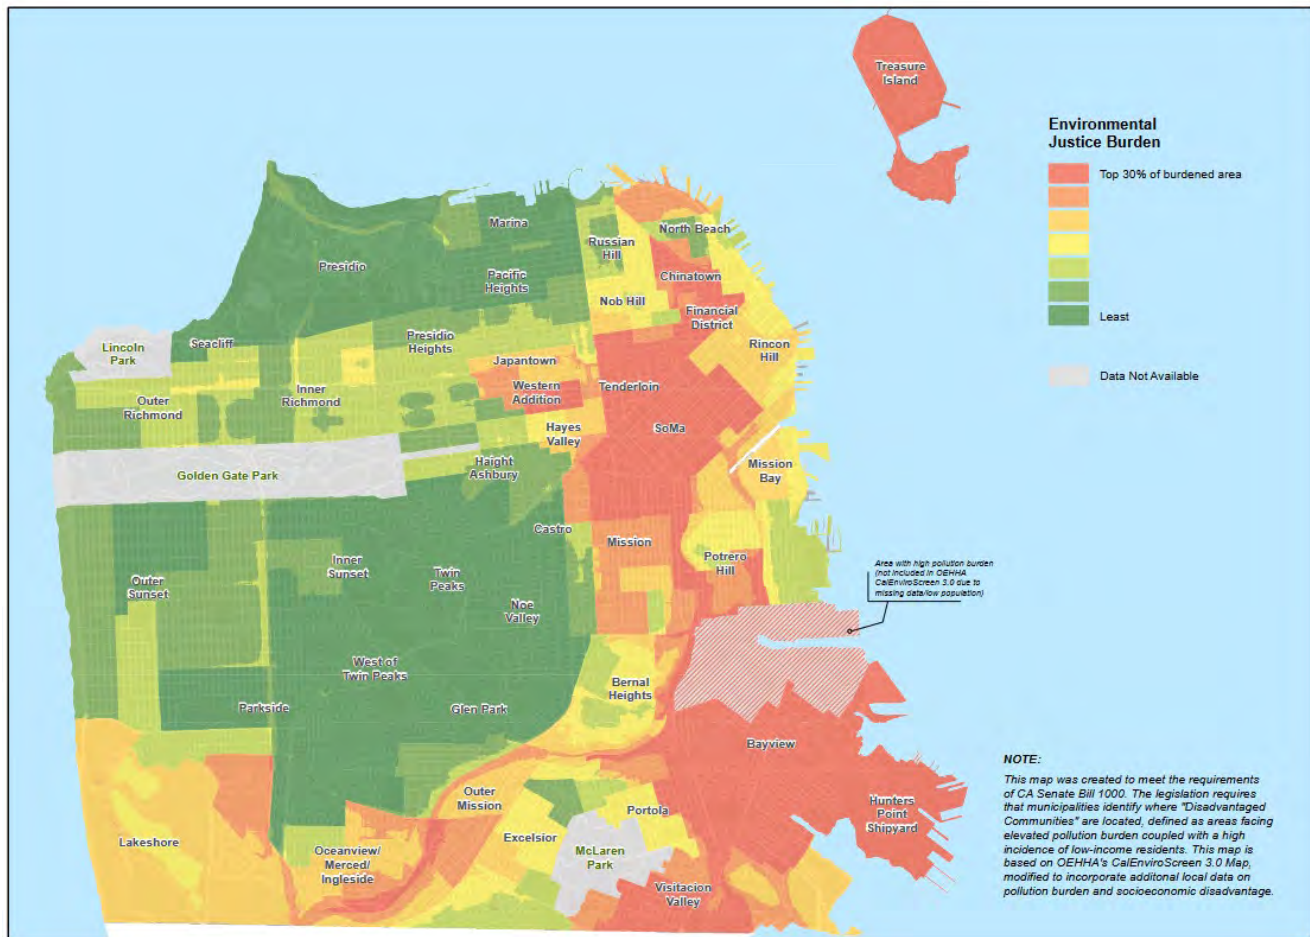 Treasure
Island
Environmental
Justice Burden
Top 30% of burdened area
Least
Data Not Available
Marina
North Beach
Russian
Hill
Presidio
Pacific
Heights
Chinatown
Nob Hill
Financial
District
Seacliff
Presidio
Heights
Rincon
Hill
Lincoln
Park
Japantown
Inner
Richmond
Western
Addition
Tenderloin
Outer
Richmond
Hayes
Valley
SoMa
Golden Gate Park
Haight
Ashbury
Mission
Bay
Castro
Mission
Potrero
Hill
Inner
Sunset
Twin
Peaks
Outer
Sunset
Noe
Valley
Area with high pollution burden
(not included in OEHHA
CalEnviroScreen 3.0 due to
missing data/low population)
West of
Twin Peaks
Bernal
Heights
Parkside
Glen Park
Bayview
Outer
Mission
Portola
Hunters
Point
Shipyard
Excelsior
Lakeshore
Oceanview/
Merced/
Ingleside
McLaren
Park
Visitacion
Valley
NOTE:
This map was created to meet the requirements
of CA Senate Bill 1000. The legislation requires
that municipalities identify where "Disadvantaged
Communities" are located, defined as areas facing
elevated pollution burden coupled with a high
incidence of low-income residents. This map is
based on OEHHA's CalEnviroScreen 3.0 Map,
modified to incorporate additonal local data on
pollution burden and socioeconomic disadvantage.